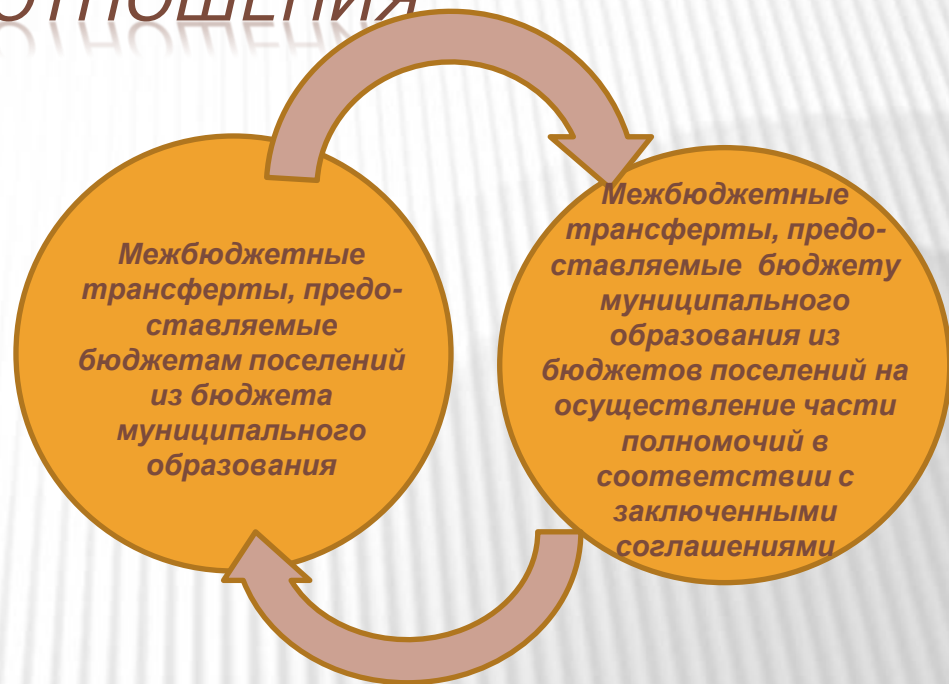 ОТНОШЕНИЯ
Межбюджетные
трансферты, предо-
ставляемые
бюджетам поселений
из бюджета
муниципального
образования
Межбюджетные
трансферты, предо-
ставляемые бюджету
муниципального
образования из
бюджетов поселений на
осуществление части
полномочий в
соответствии с
заключенными
соглашениями